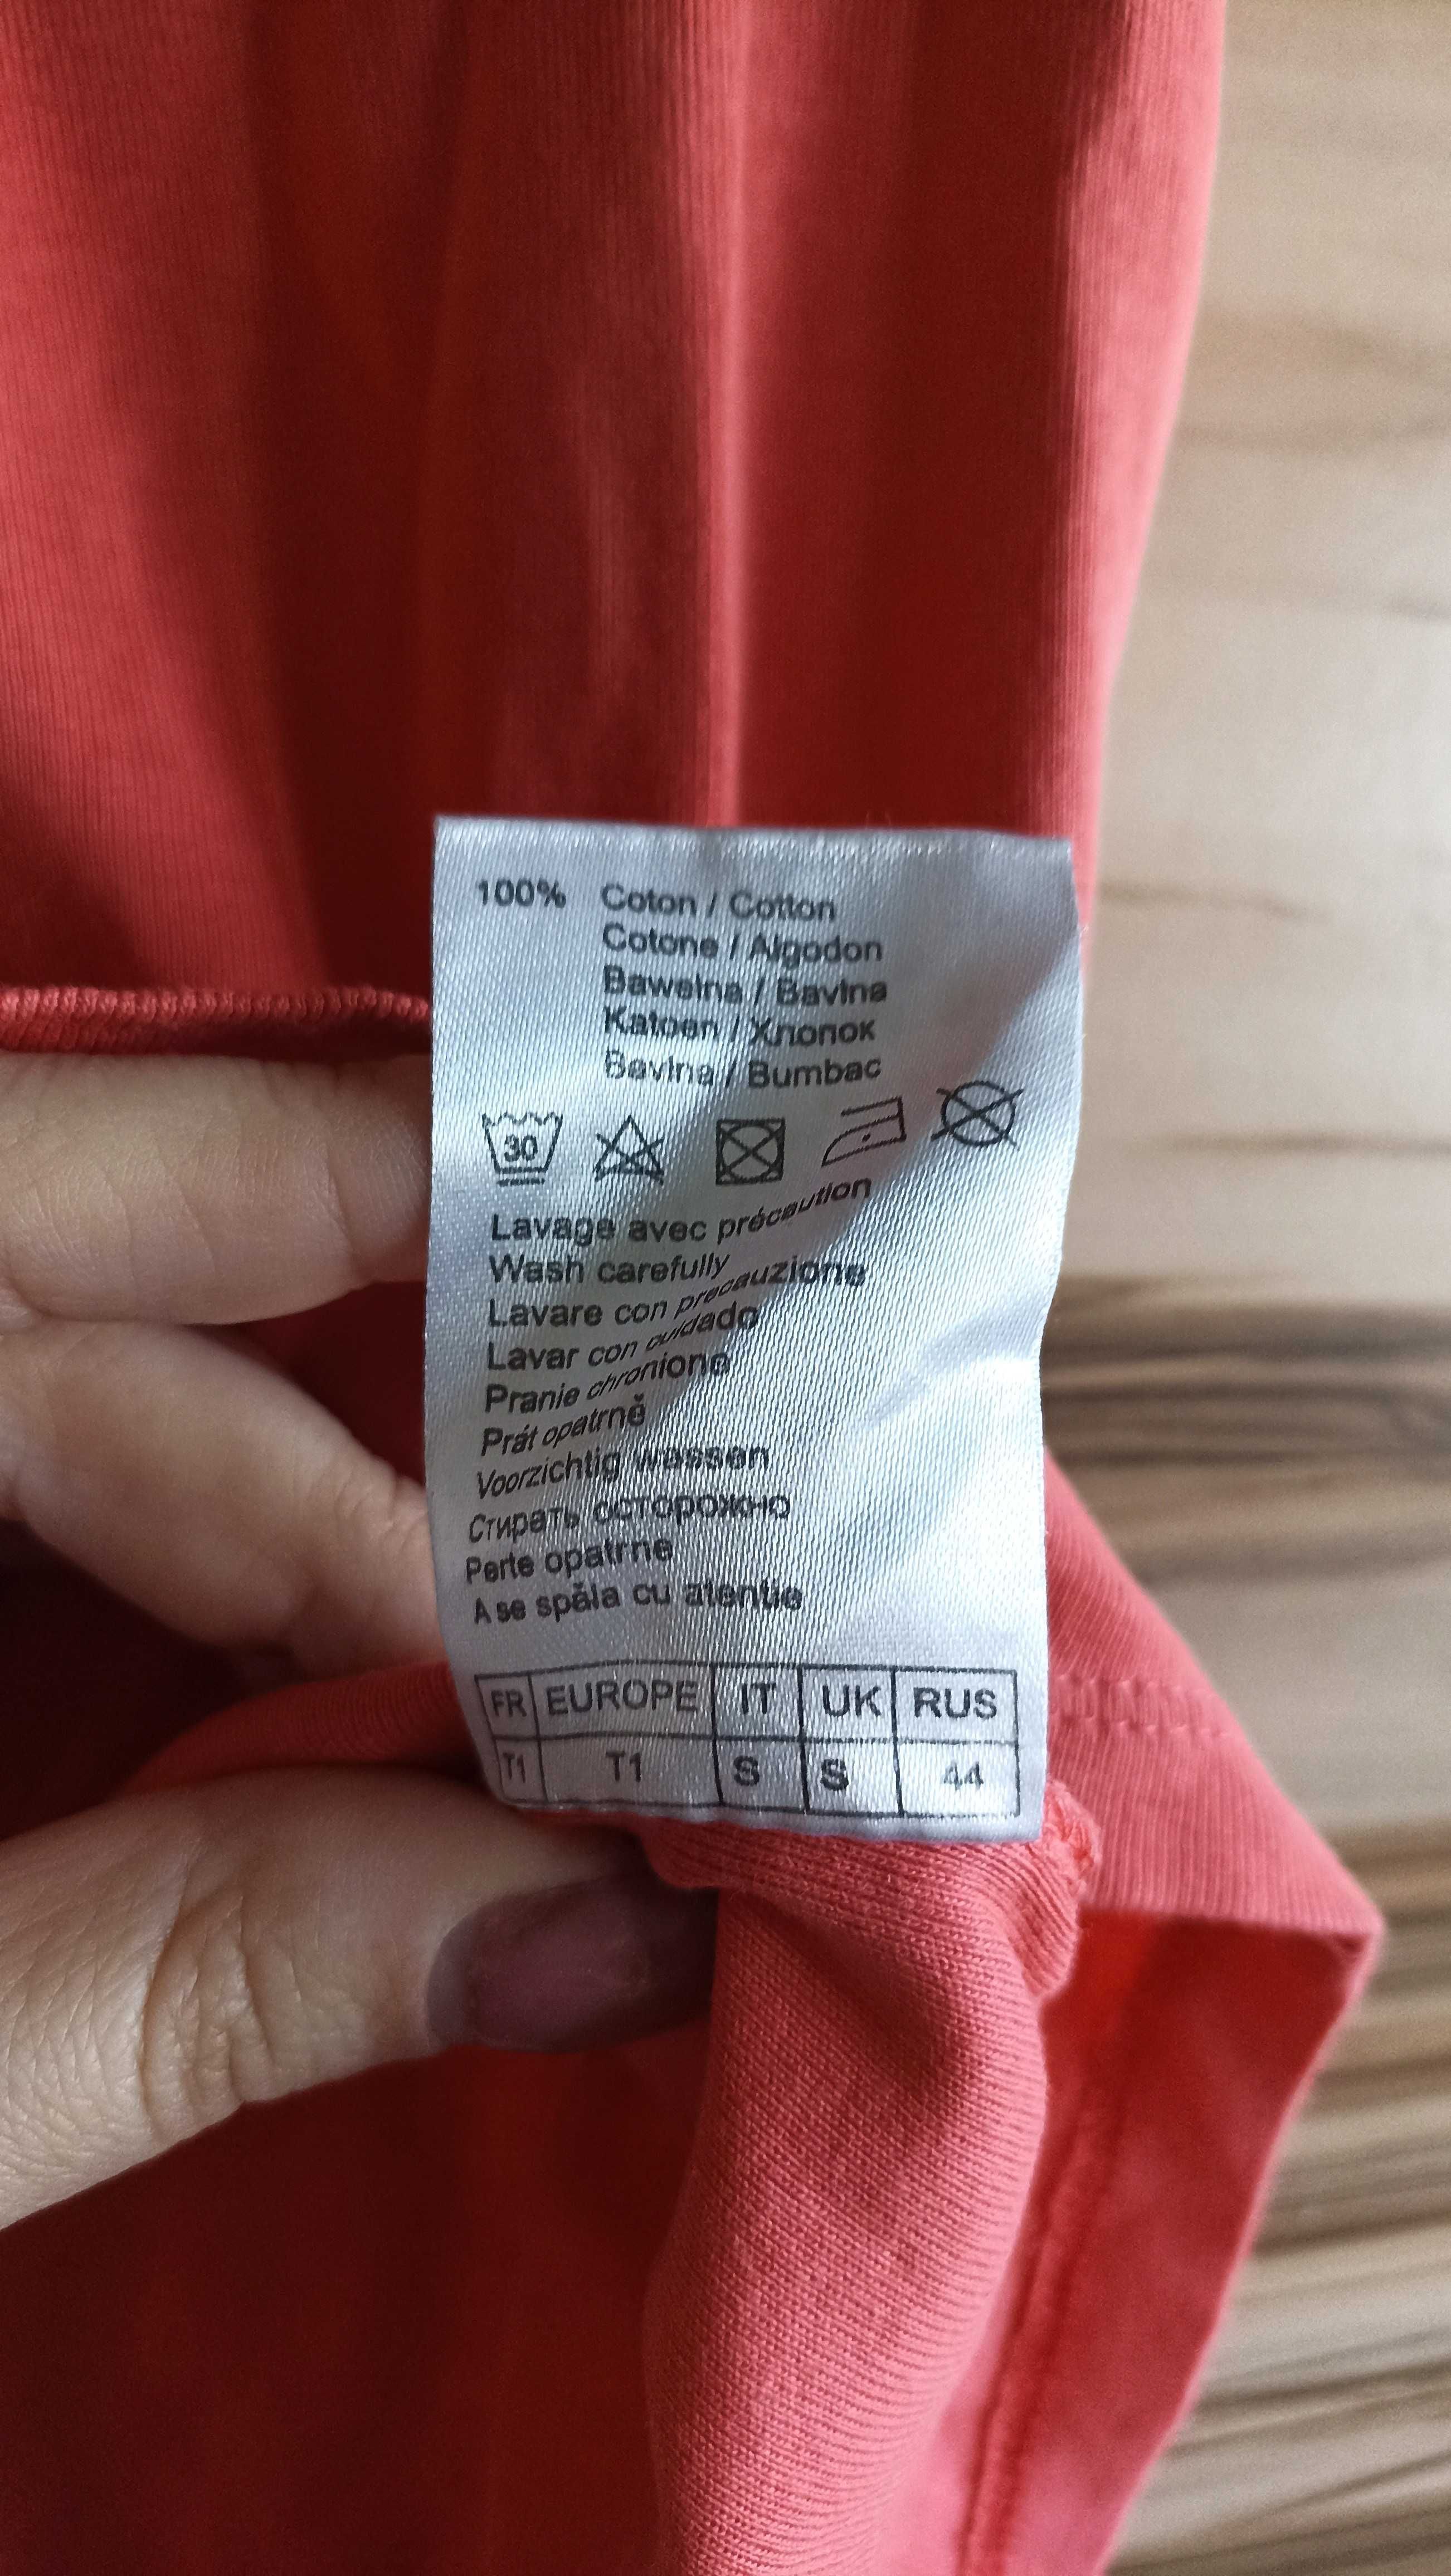 100% Coton / Cotton
Cotone / Algodon
Bawelna / Bavlna
Katoen / Хлопок
Bavlna / Bumbac
30
Lavage avec précaution
Wash carefully
Lavare con precauzione
Lavar con cuidado
Pranie chronione
Prát opatrně
Voorzichtig wassen
Стирать осторожно
Perte opatrne
A se spăla cu atentie
FR EUROPE IT UK RUS
T1 T1 S S 44